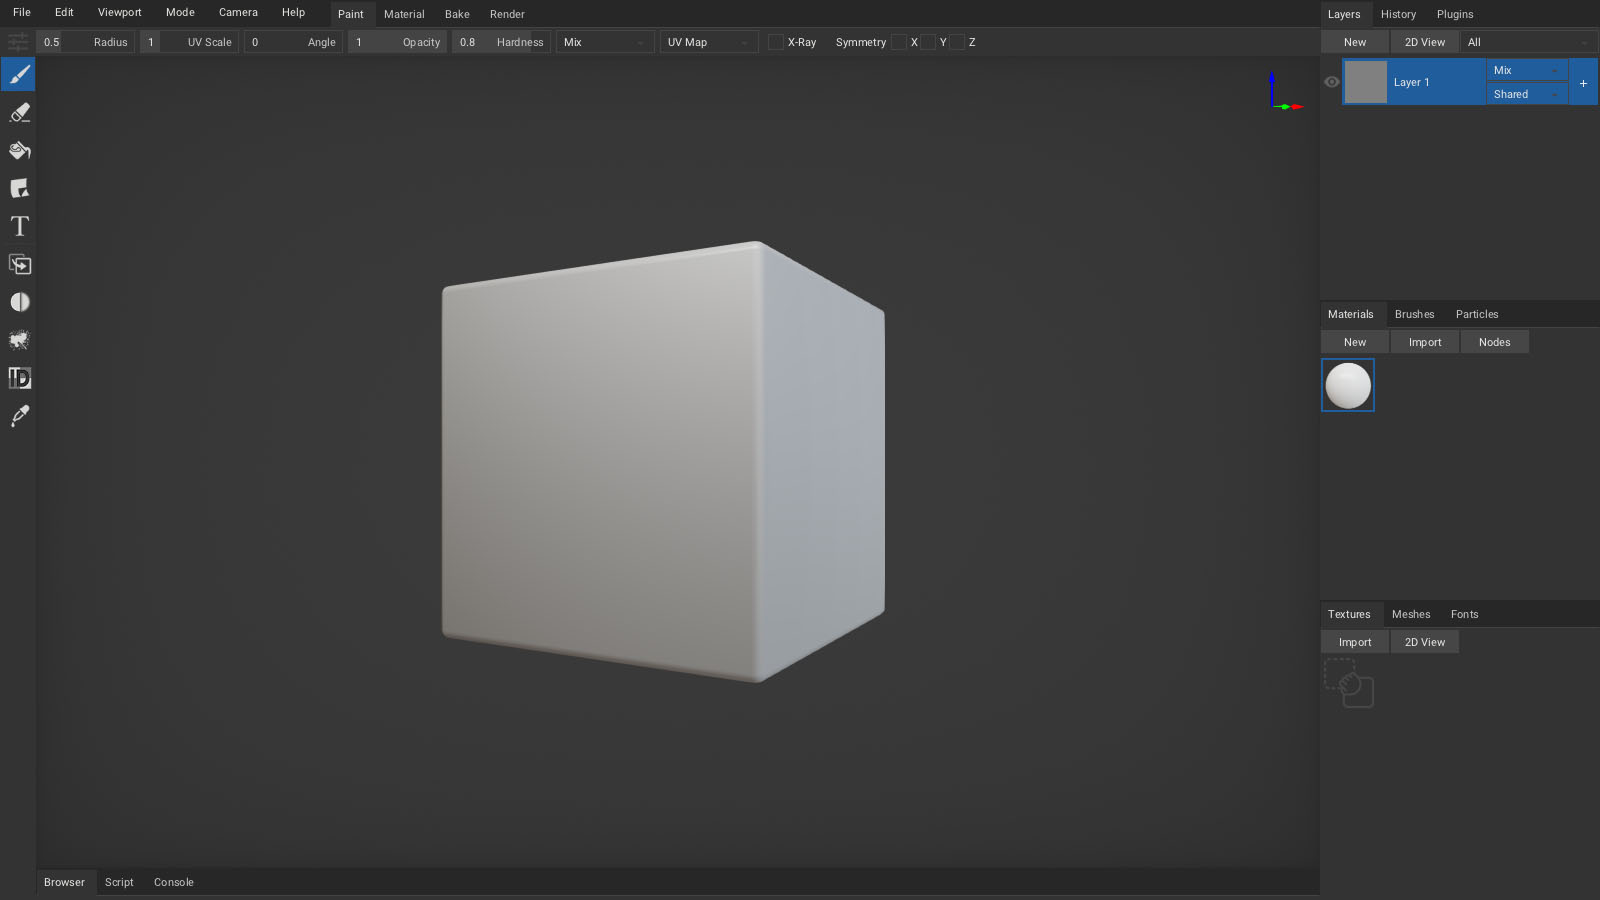 File Edit Viewport Mode Camera Help Paint Material Bake Render
0.5 Radius 1 UV Scale 0 Angle 1 Opacity 0.8 Hardness Mix UV Map X-Ray Symmetry X Y Z
T
ID
Browser Script Console
Layers History Plugins
New 2D View All
Layer 1 Mix +
Shared
Materials Brushes Particles
New Import Nodes
Textures Meshes Fonts
Import 2D View